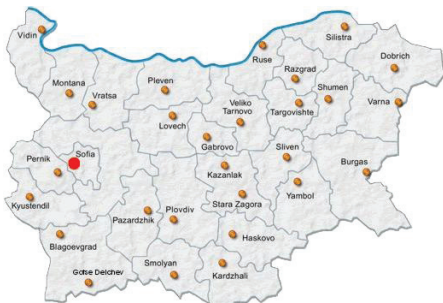 Vidin
Silistra
Ruse
Dobrich
Montana
Pleven
Razgrad
Vratsa
Shumen
Varna
Veliko
Tarnovo
Targovishte
Lovech
Gabrovo
Sofia
Sliven
Pernik
Kazanlak
Burgas
Kyustendil
Yambol
Stara Zagora
Pazardzhik
Plovdiv
Haskovo
Blagoevgrad
Smolyan
Gotse Delchev
Kardzhali